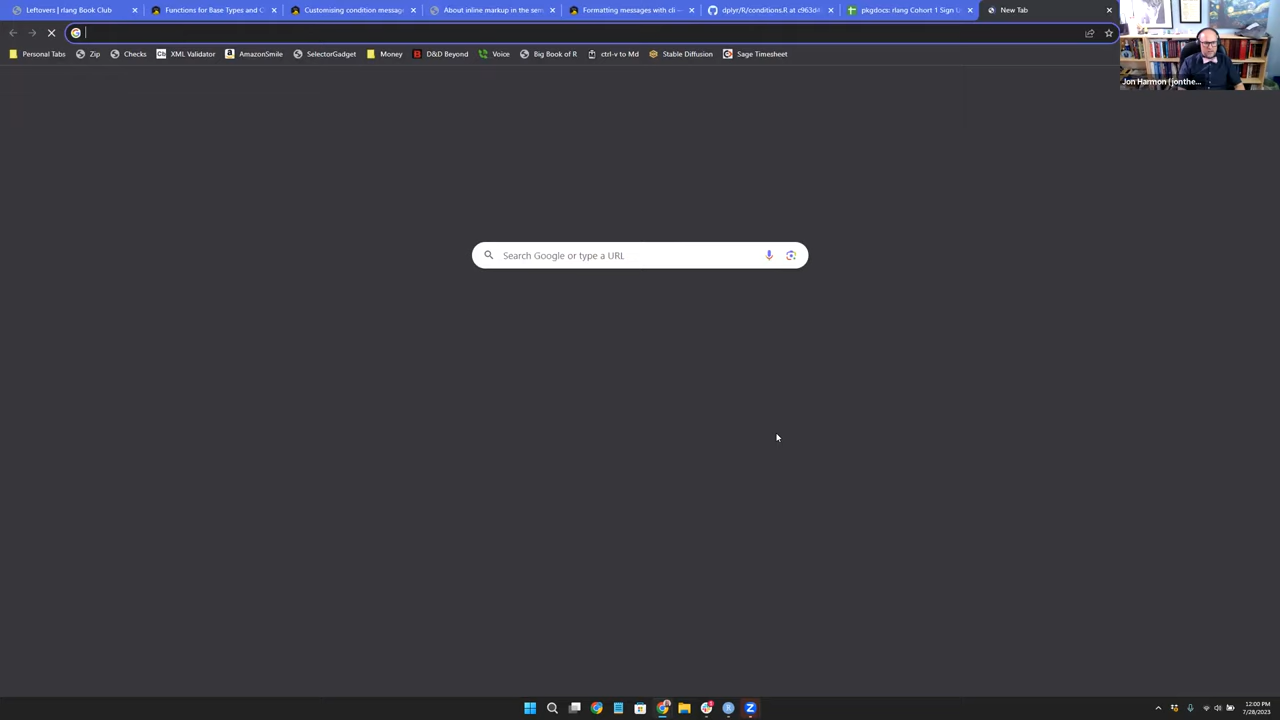 Leftovers | rlang Book Club
Functions for Base Types and C
Customising condition message
About inline markup in the sem
Formatting messages with cli —
dplyr/R/conditions.R at c963d4
pkgdocs: rlang Cohort 1 Sign U
New Tab
Personal Tabs
Zip
Checks
XML Validator
AmazonSmile
SelectorGadget
Money
D&D Beyond
Voice
Big Book of R
ctrl-v to Md
Stable Diffusion
Sage Timesheet
Jon Harmon (jonthe...
Search Google or type a URL
12:00 PM
7/28/2023